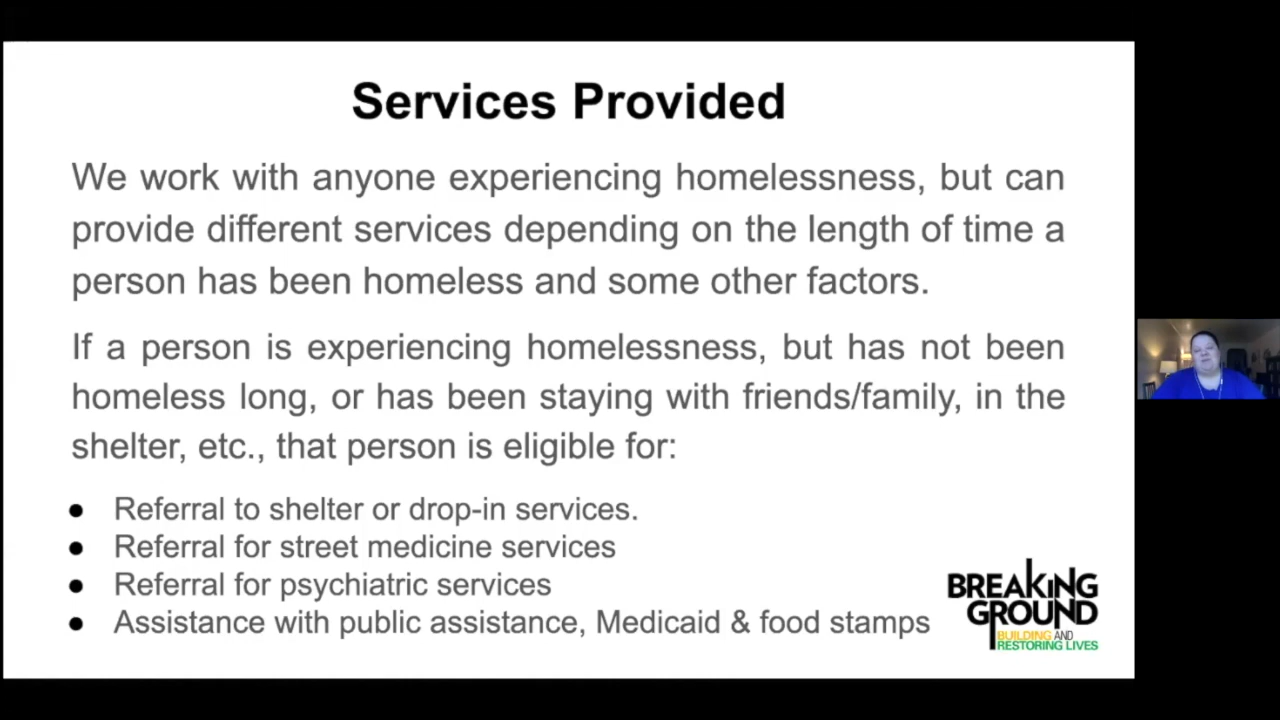 Services Provided
We work with anyone experiencing homelessness, but can
provide different services depending on the length of time a
person has been homeless and some other factors.
If a person is experiencing homelessness, but has not been
homeless long, or has been staying with friends/family, in the
shelter, etc., that person is eligible for:
● Referral to shelter or drop-in services.
● Referral for street medicine services
● Referral for psychiatric services
● Assistance with public assistance, Medicaid & food stamps
BREAKING
GROUND
BUILDING AND
RESTORING LIVES